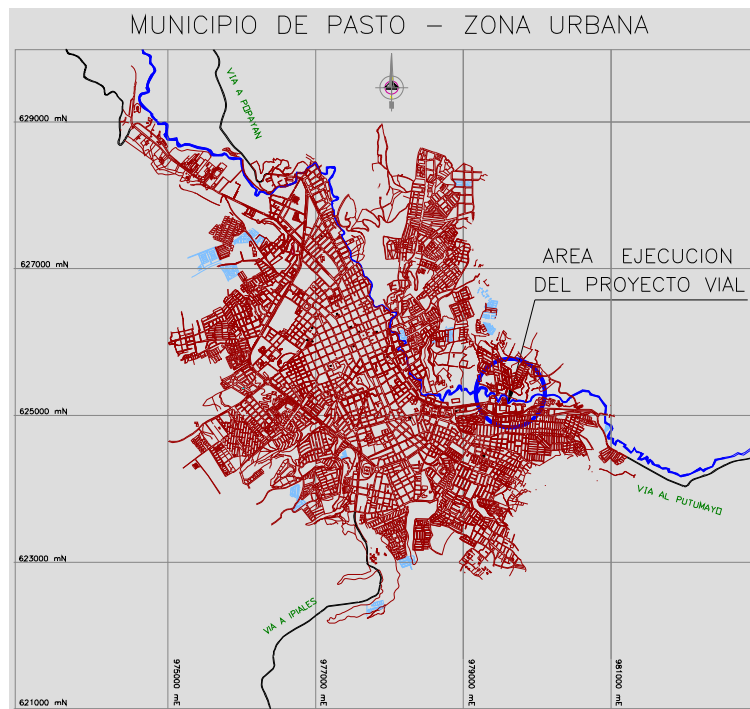 MUNICIPIO DE PASTO – ZONA URBANA
VIA A POPAYAN
629000 mN
627000 mN
AREA EJECUCION
DEL PROYECTO VIAL
625000 mN
VIA AL PUTUMAYO
623000 mN
VIA A IPIALES
975000 mE
977000 mE
979000 mE
981000 mE
621000 mN